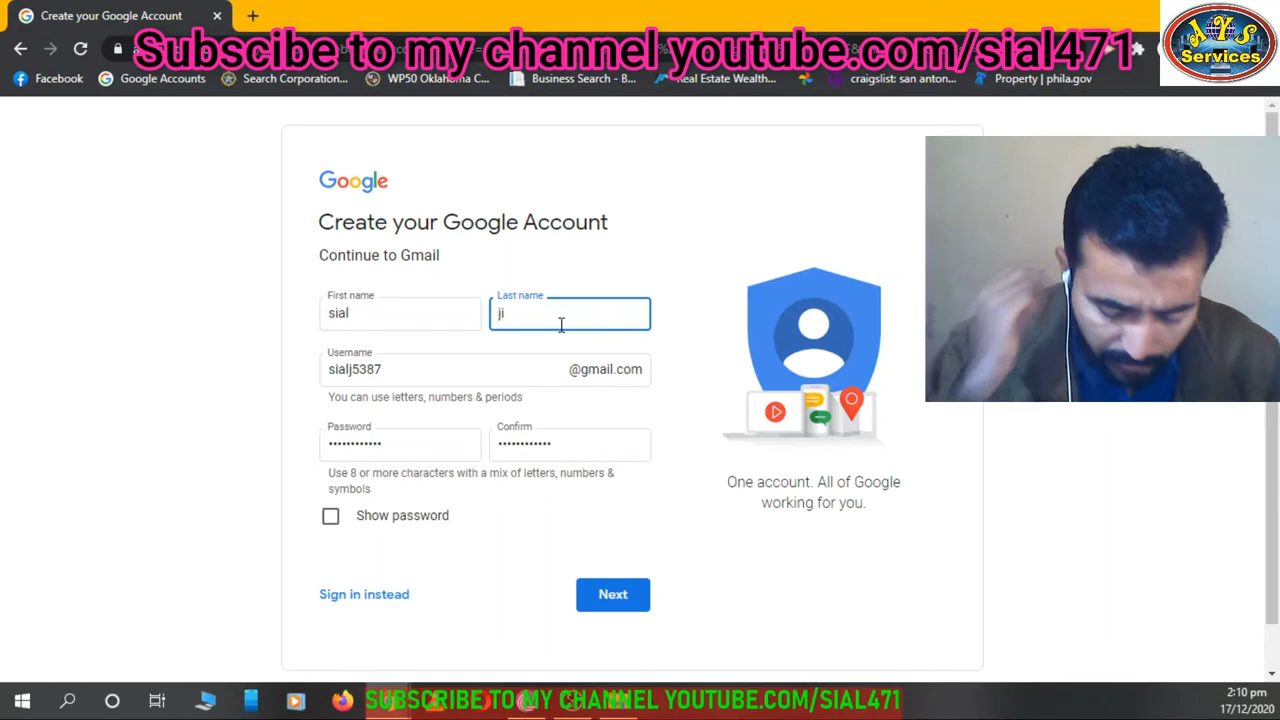 Create your Google Account
Subscibe to my channel youtube.com/sial471
AYS
Services
Facebook
Google Accounts
Search Corporation...
WP50 Oklahoma C...
Business Search - B...
Real Estate Wealth...
craigslist: san anton...
Property | phila.gov
Google
Create your Google Account
Continue to Gmail
First name
Last name
sial
ji
Username
sialj5387
@gmail.com
You can use letters, numbers & periods
Password
Confirm
••••••••••••
••••••••••••
Use 8 or more characters with a mix of letters, numbers &
symbols
Show password
One account. All of Google
working for you.
Sign in instead
Next
SUBSCRIBE TO MY CHANNEL YOUTUBE.COM/SIAL471
2:10 pm
17/12/2020